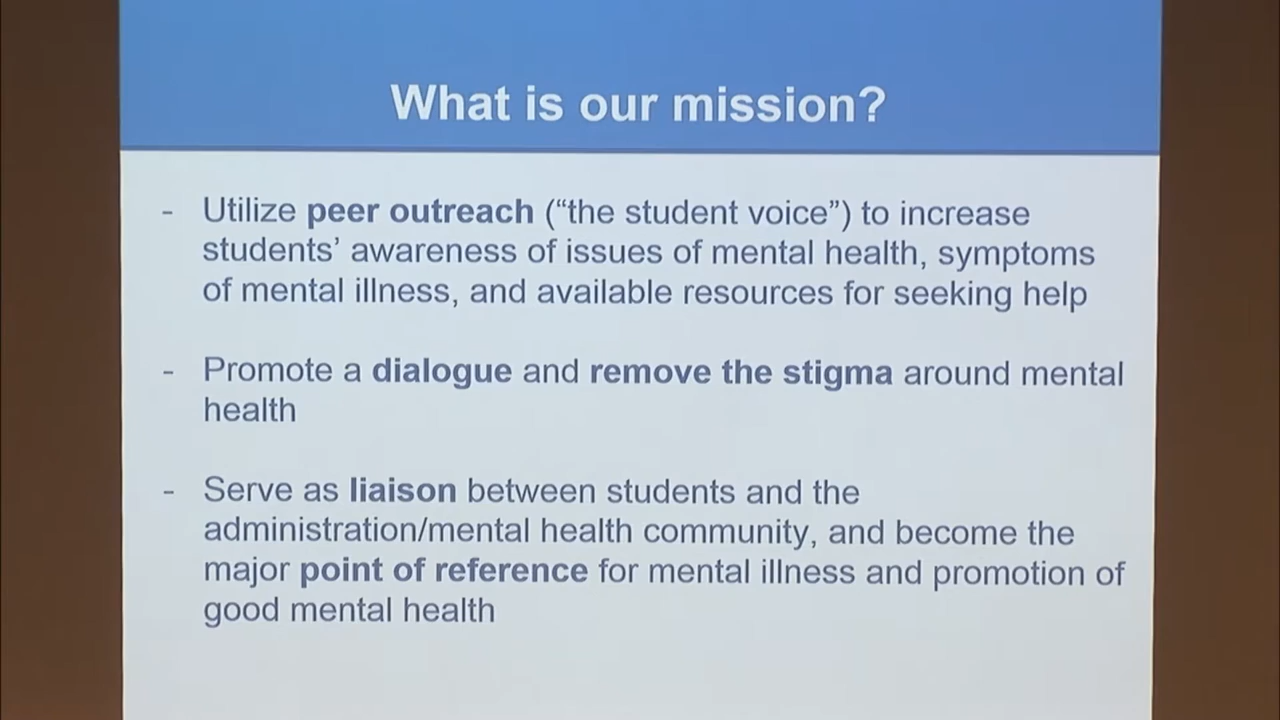 What is our mission?
- Utilize peer outreach (“the student voice”) to increase
students’ awareness of issues of mental health, symptoms
of mental illness, and available resources for seeking help
- Promote a dialogue and remove the stigma around mental
health
- Serve as liaison between students and the
administration/mental health community, and become the
major point of reference for mental illness and promotion of
good mental health